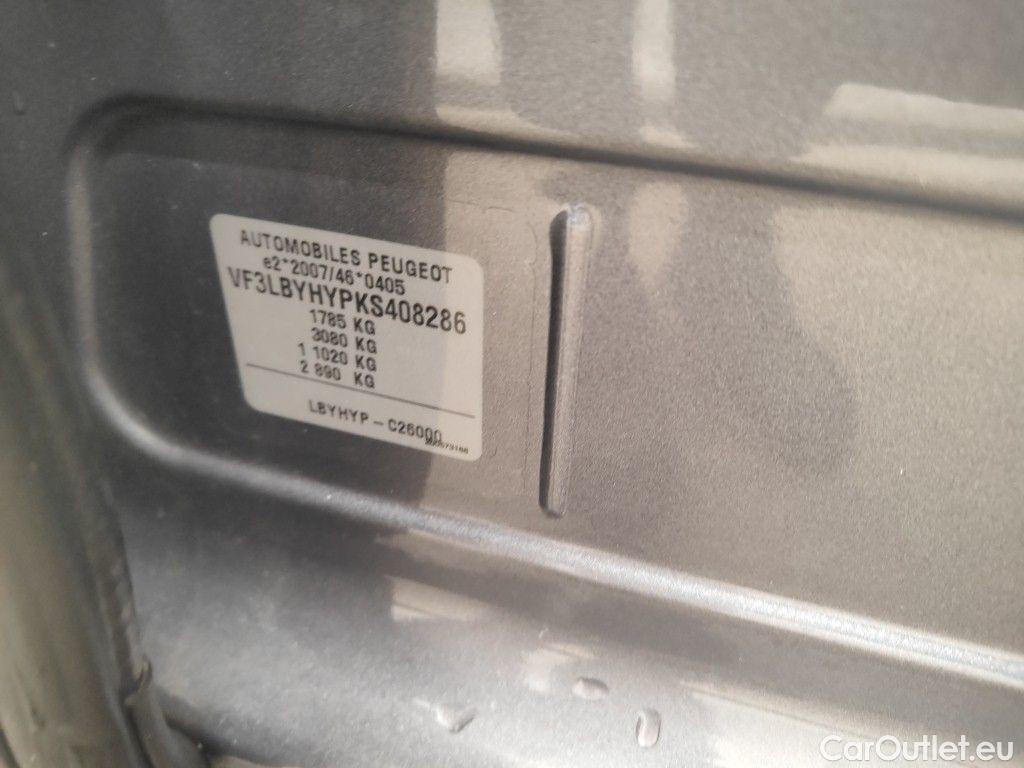 AUTOMOBILES PEUGEOT
e2*2007/46*0405
VF3LBYHYPKS408286
1785 KG
3080 KG
1 1020 KG
2 890 KG
LBYHYP - C26000
CarOutlet.eu